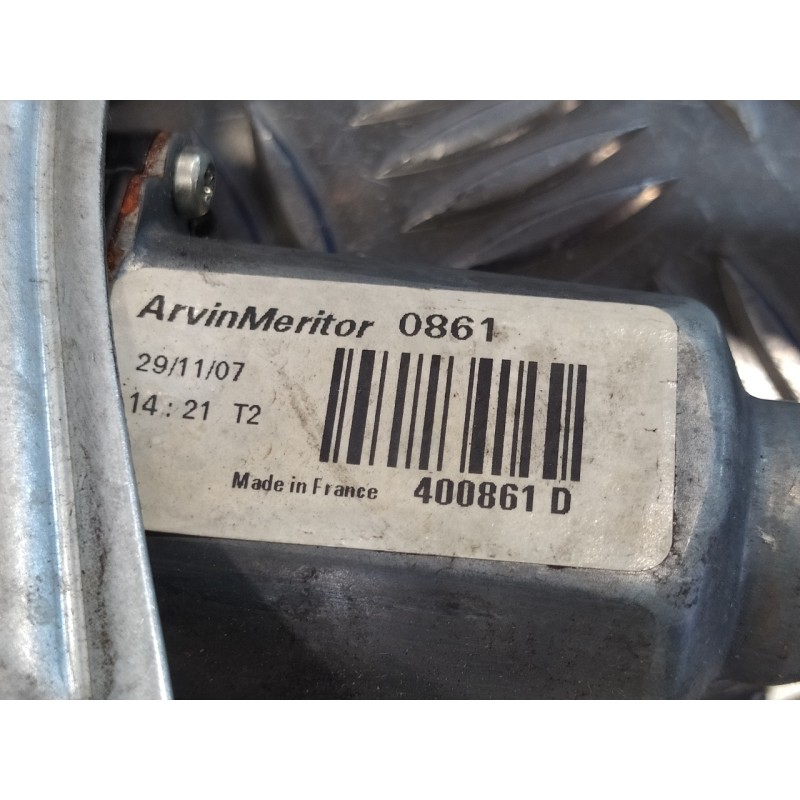 ArvinMeritor 0861
29/11/07
14 : 21 T2
Made in France 400861 D